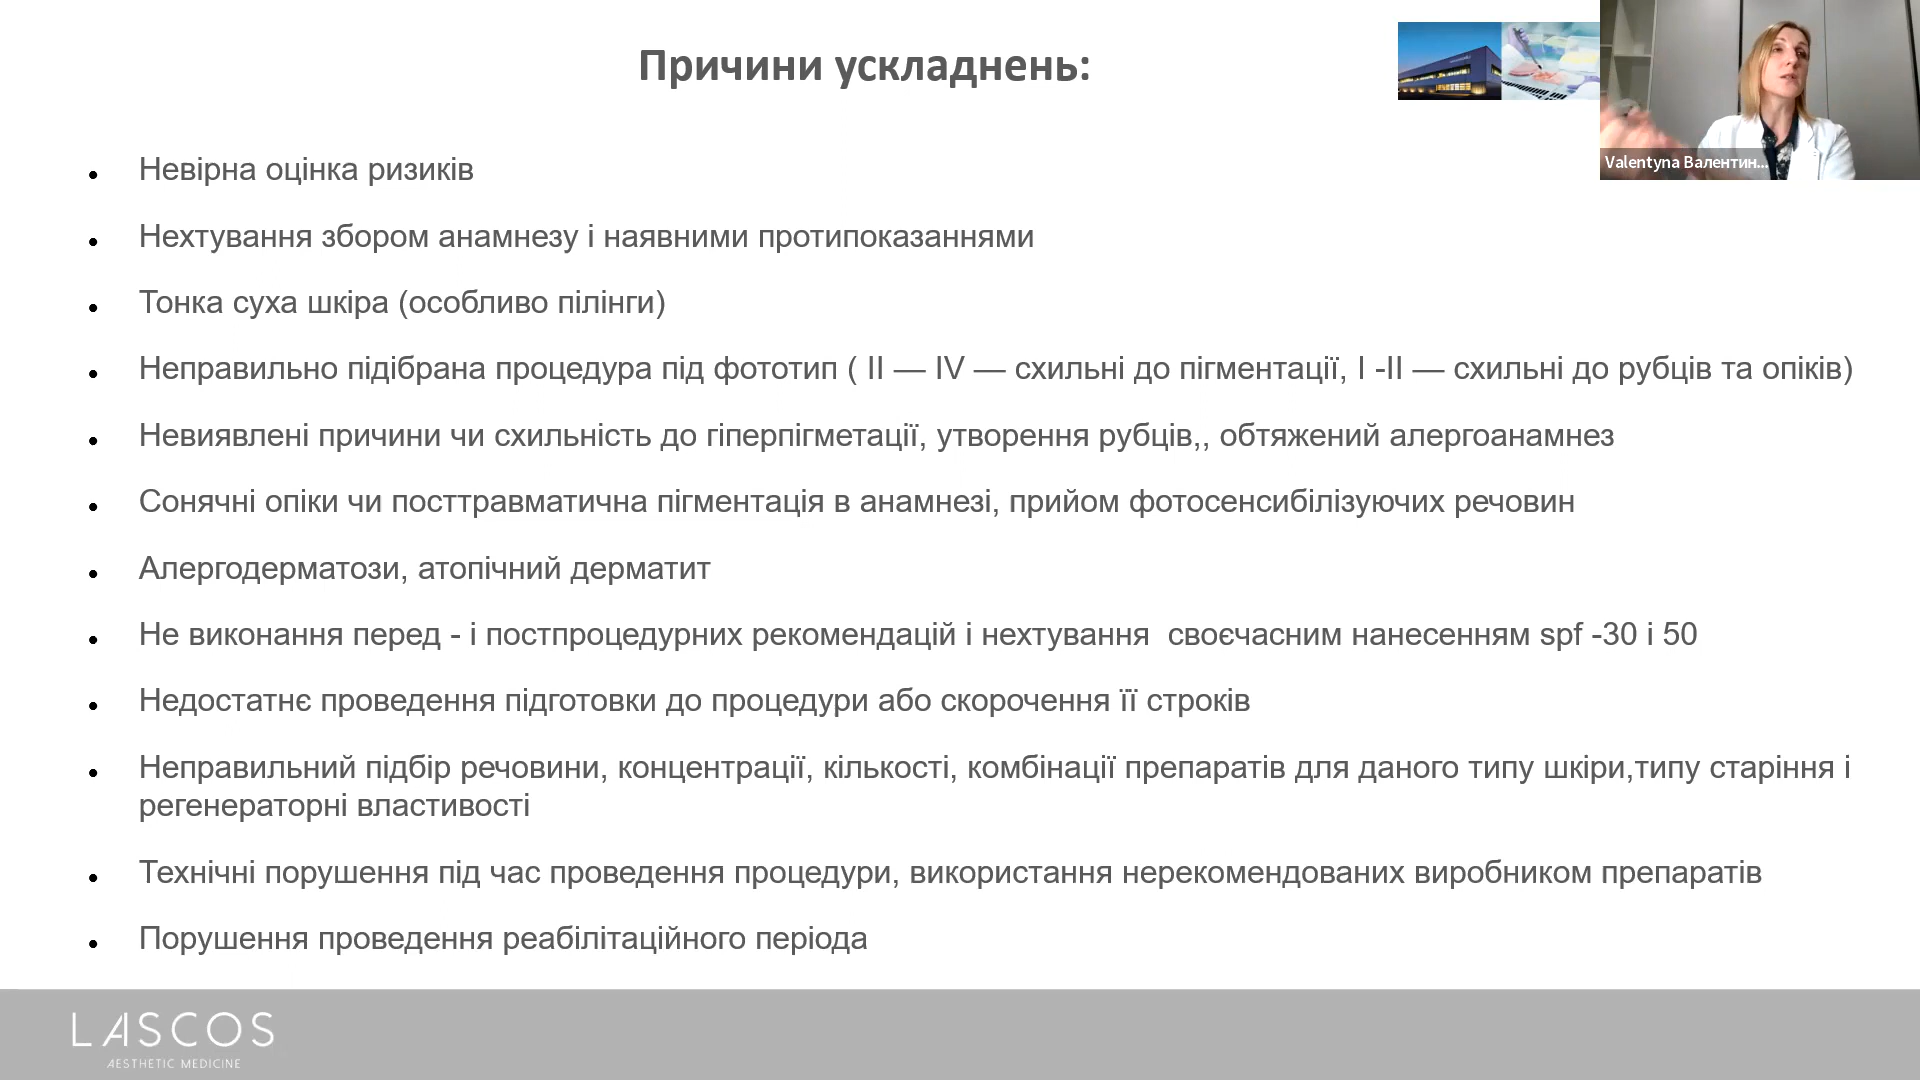 Причини ускладнень:
Valentyna Валентин...
Невірна оцінка ризиків
Нехтування збором анамнезу і наявними протипоказаннями
Тонка суха шкіра (особливо пілінги)
Неправильно підібрана процедура під фототип ( II — IV — схильні до пігментації, I -II — схильні до рубців та опіків)
Невиявлені причини чи схильність до гіперпігметації, утворення рубців,, обтяжений алергоанамнез
Сонячні опіки чи посттравматична пігментація в анамнезі, прийом фотосенсибілізуючих речовин
Алергодерматози, атопічний дерматит
Не виконання перед - і постпроцедурних рекомендацій і нехтування  своєчасним нанесенням spf -30 і 50
Недостатнє проведення підготовки до процедури або скорочення її строків
Неправильний підбір речовини, концентрації, кількості, комбінації препаратів для даного типу шкіри,типу старіння і
регенераторні властивості
Технічні порушення під час проведення процедури, використання нерекомендованих виробником препаратів
Порушення проведення реабілітаційного періода
LASCOS
AESTHETIC MEDICINE